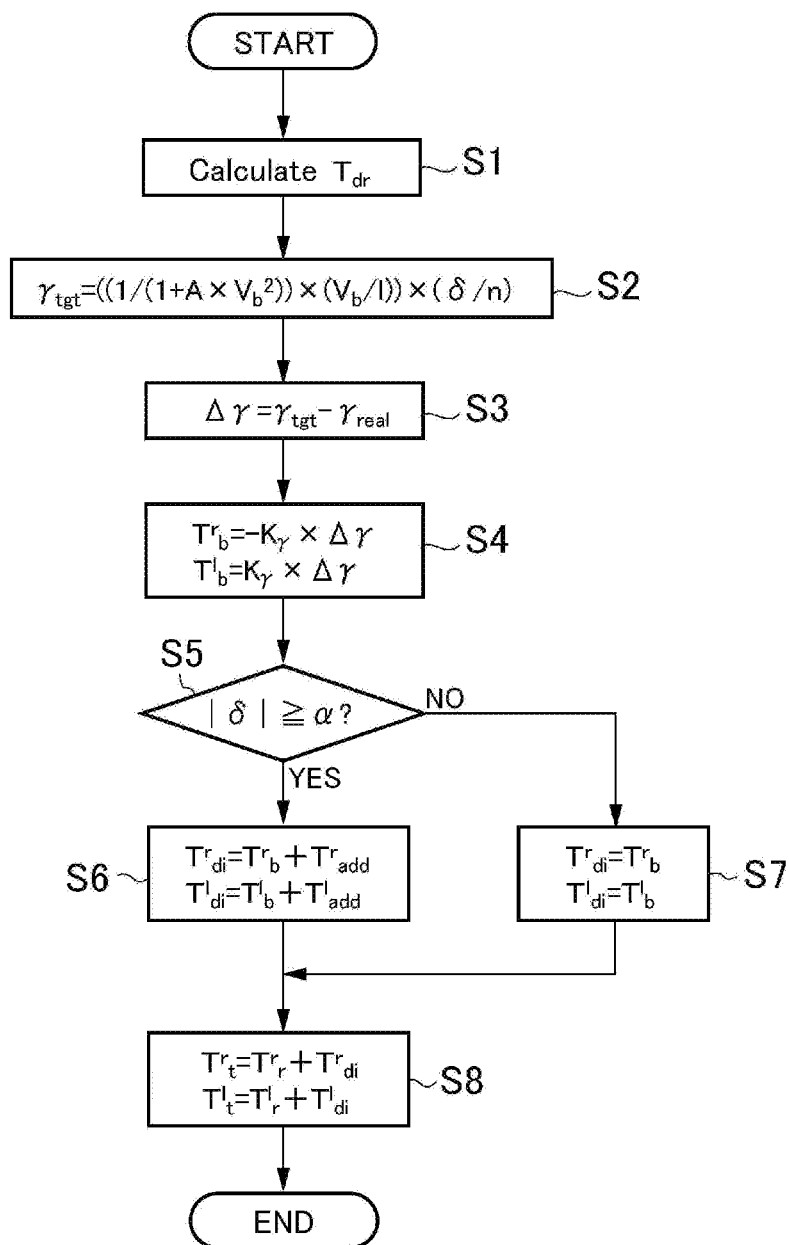 START
Calculate T_dr
S1
γ_tgt=((1/(1+A×V_b²))×(V_b/l))×(δ/n)
S2
Δγ=γ_tgt-γ_real
S3
T^r_b=-K_γ×Δγ
T^l_b=K_γ×Δγ
S4
S5
|δ|≧α?
NO
YES
T^r_di=T^r_b+T^r_add
T^l_di=T^l_b+T^l_add
S6
T^r_di=T^r_b
T^l_di=T^l_b
S7
T^r_t=T^r_r+T^r_di
T^l_t=T^l_r+T^l_di
S8
END